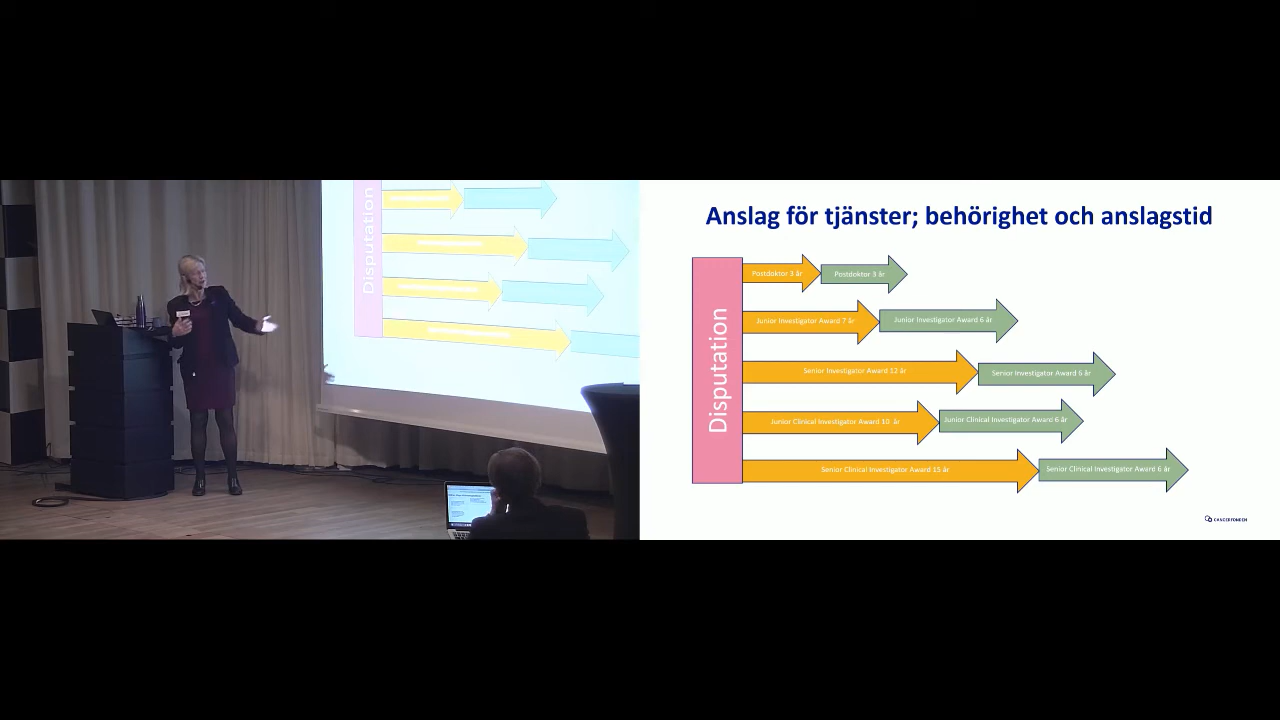 Disputation
Anslag för tjänster; behörighet och anslagstid
Disputation
Postdoktor 3 år
Postdoktor 3 år
Junior Investigator Award 7 år
Junior Investigator Award 6 år
Senior Investigator Award 12 år
Senior Investigator Award 6 år
Junior Clinical Investigator Award 10 år
Junior Clinical Investigator Award 6 år
Senior Clinical Investigator Award 15 år
Senior Clinical Investigator Award 6 år
CANCERFONDEN